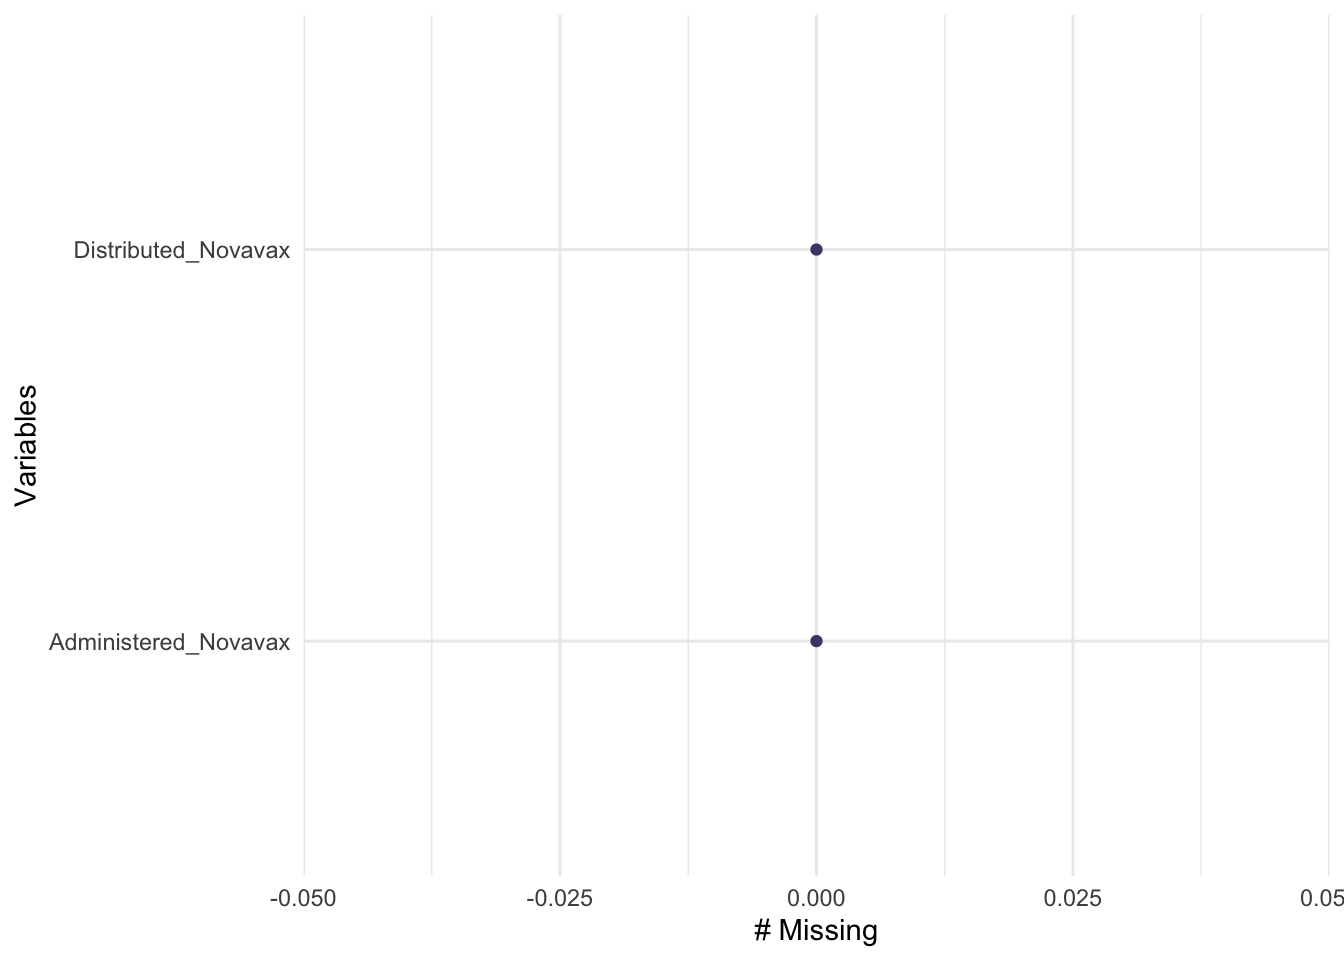 Distributed_Novavax
Variables
Administered_Novavax
-0.050
-0.025
0.000
0.025
0.05
# Missing